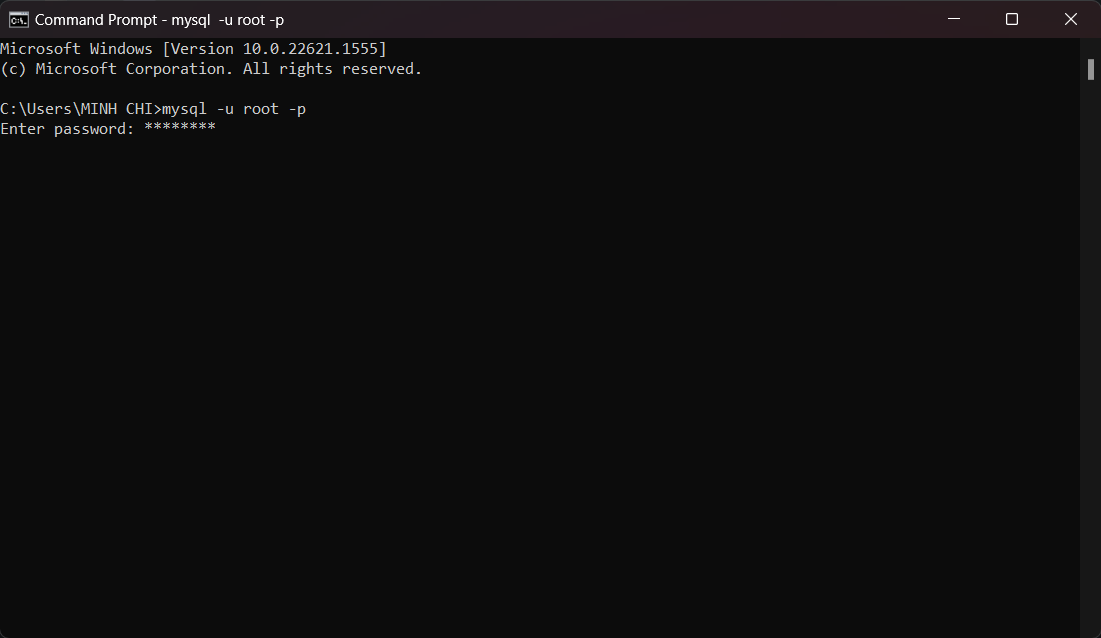 Command Prompt - mysql  -u root -p
Microsoft Windows [Version 10.0.22621.1555]
(c) Microsoft Corporation. All rights reserved.
C:\Users\MINH CHI>mysql -u root -p
Enter password: ********